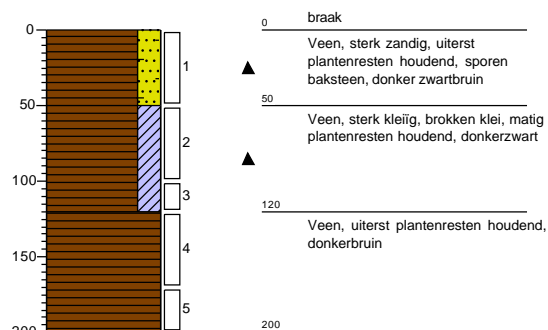 0
50
100
150
200
1
2
3
4
5
0
braak
Veen, sterk zandig, uiterst
plantenresten houdend, sporen
baksteen, donker zwartbruin
50
Veen, sterk kleiïg, brokken klei, matig
plantenresten houdend, donkerzwart
120
Veen, uiterst plantenresten houdend,
donkerbruin
200